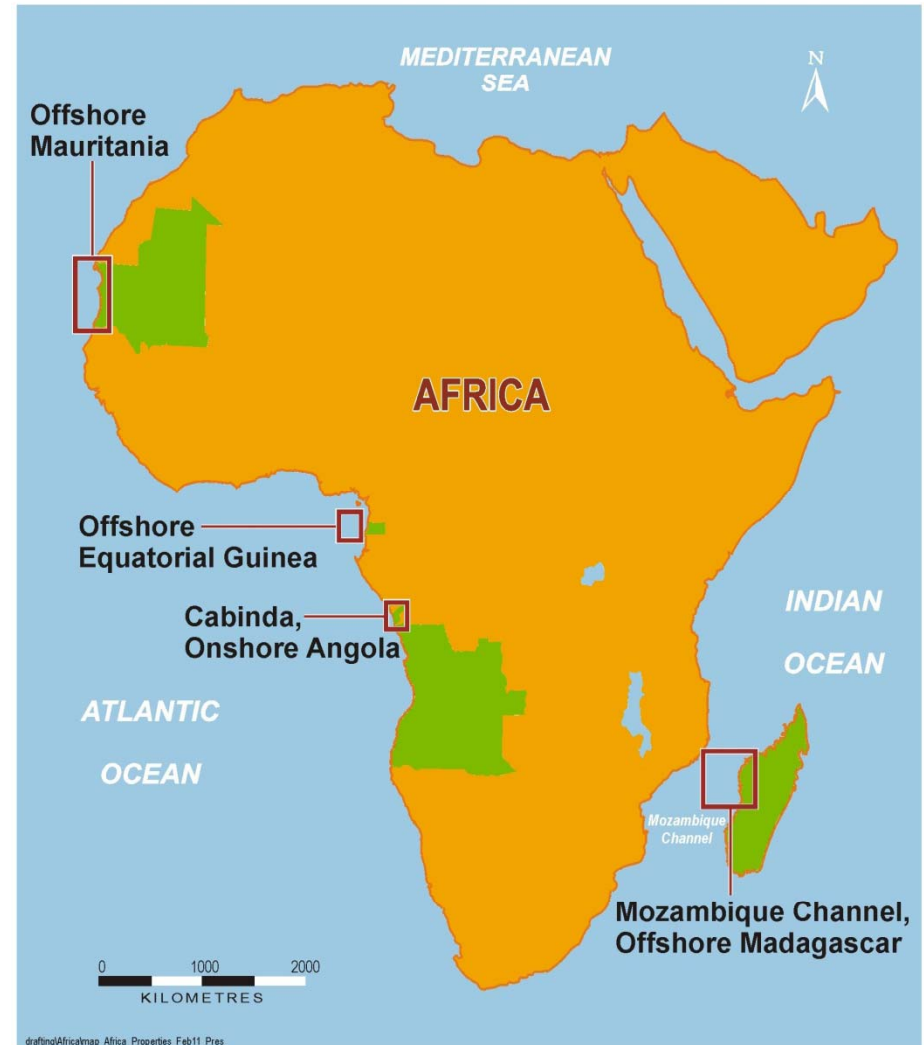 MEDITERRANEAN
SEA
N
Offshore
Mauritania
AFRICA
Offshore
Equatorial Guinea
Cabinda,
Onshore Angola
INDIAN
OCEAN
ATLANTIC
OCEAN
Mozambique
Channel
Mozambique Channel,
Offshore Madagascar
0 1000 2000
KILOMETRES
drafting\Africa\map_Africa_Properties_Feb11_Pres